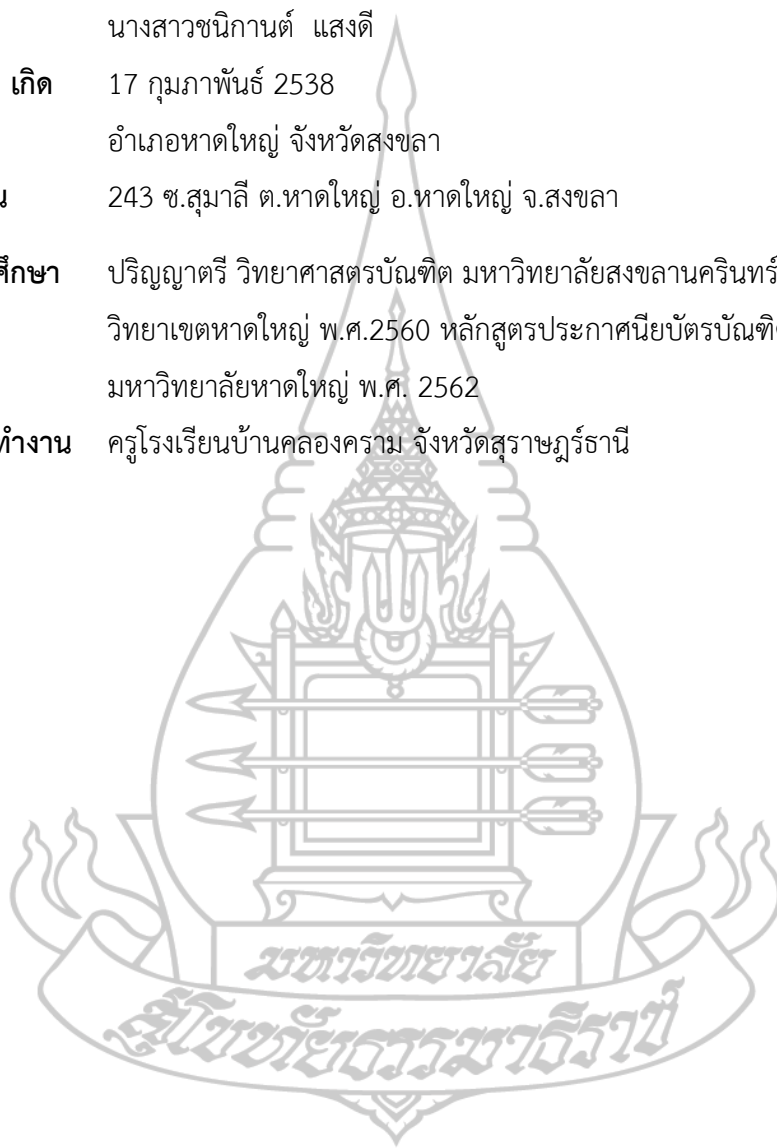 นางสาวชนิกานต์ แสงดี
เกิด 17 กุมภาพันธ์ 2538
อำเภอหาดใหญ่ จังหวัดสงขลา
243 ซ.สุมาลี ต.หาดใหญ่ อ.หาดใหญ่ จ.สงขลา
ศึกษา ปริญญาตรี วิทยาศาสตรบัณฑิต มหาวิทยาลัยสงขลานครินทร์
วิทยาเขตหาดใหญ่ พ.ศ.2560 หลักสูตรประกาศนียบัตรบัณฑิต
มหาวิทยาลัยหาดใหญ่ พ.ศ. 2562
ทำงาน ครูโรงเรียนบ้านคลองคราม จังหวัดสุราษฎร์ธานี
มหาวิทยาลัย
สุโขทัยธรรมาธิราช